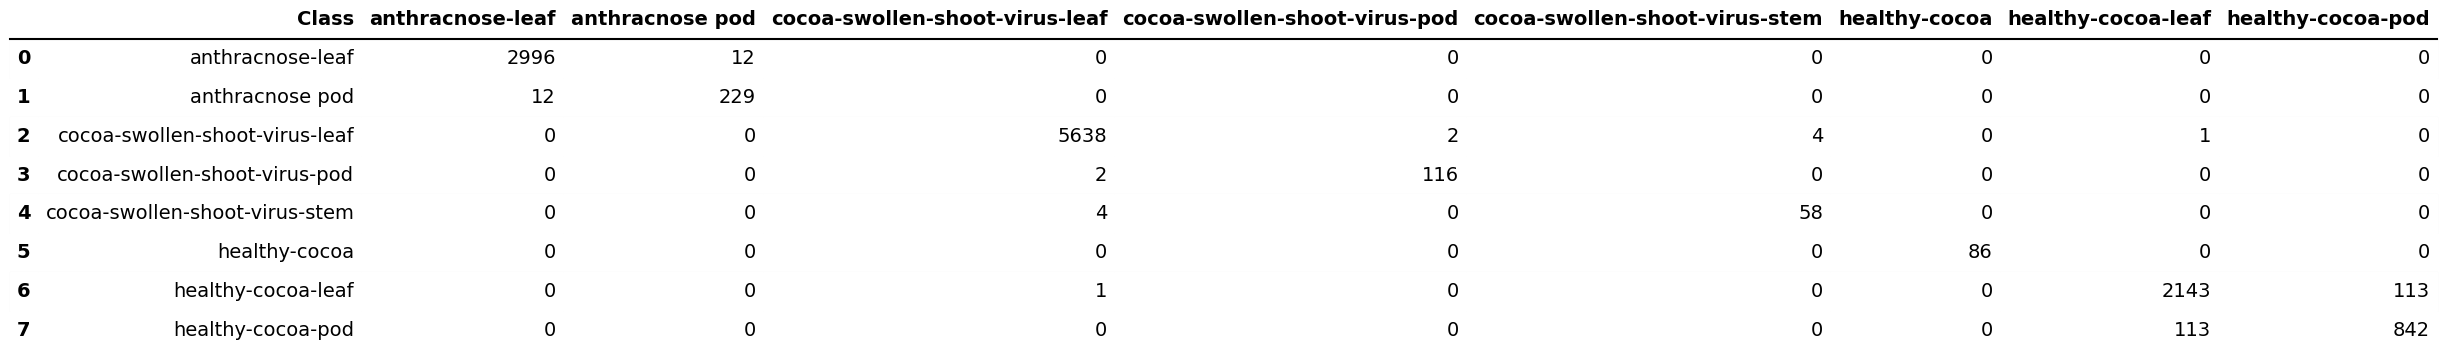 Class anthracnose-leaf anthracnose pod cocoa-swollen-shoot-virus-leaf cocoa-swollen-shoot-virus-pod cocoa-swollen-shoot-virus-stem healthy-cocoa healthy-cocoa-leaf healthy-cocoa-pod
0 anthracnose-leaf 2996 12 0 0 0 0 0 0
1 anthracnose pod 12 229 0 0 0 0 0 0
2 cocoa-swollen-shoot-virus-leaf 0 0 5638 2 4 0 1 0
3 cocoa-swollen-shoot-virus-pod 0 0 2 116 0 0 0 0
4 cocoa-swollen-shoot-virus-stem 0 0 4 0 58 0 0 0
5 healthy-cocoa 0 0 0 0 0 86 0 0
6 healthy-cocoa-leaf 0 0 1 0 0 0 2143 113
7 healthy-cocoa-pod 0 0 0 0 0 0 113 842